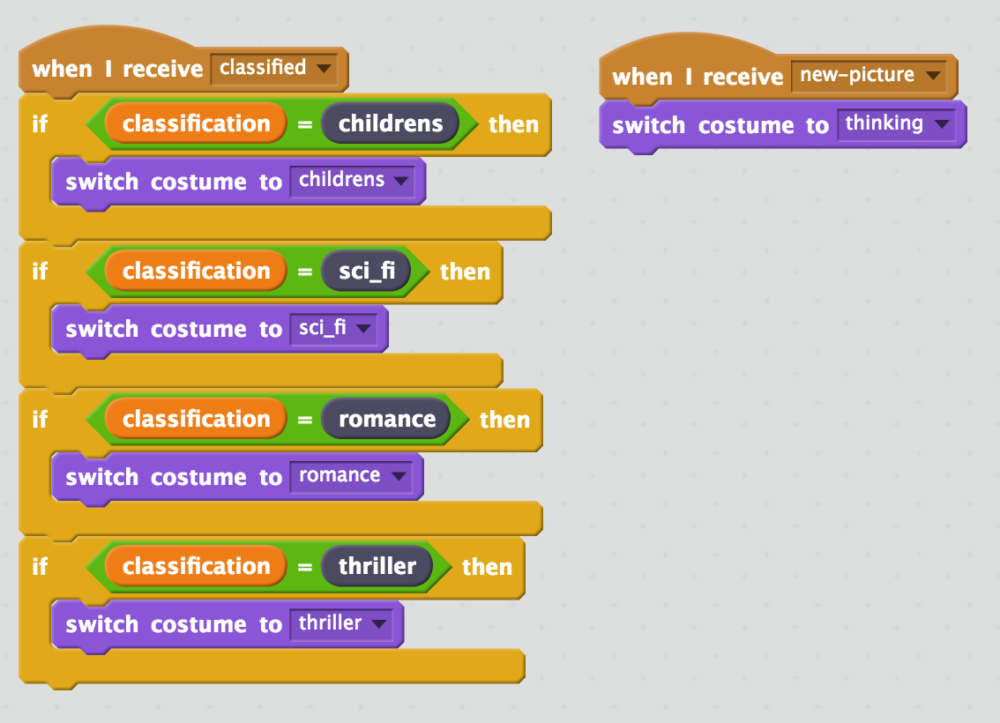 when I receive classified
if classification = childrens then
switch costume to childrens
if classification = sci_fi then
switch costume to sci_fi
if classification = romance then
switch costume to romance
if classification = thriller then
switch costume to thriller
when I receive new-picture
switch costume to thinking